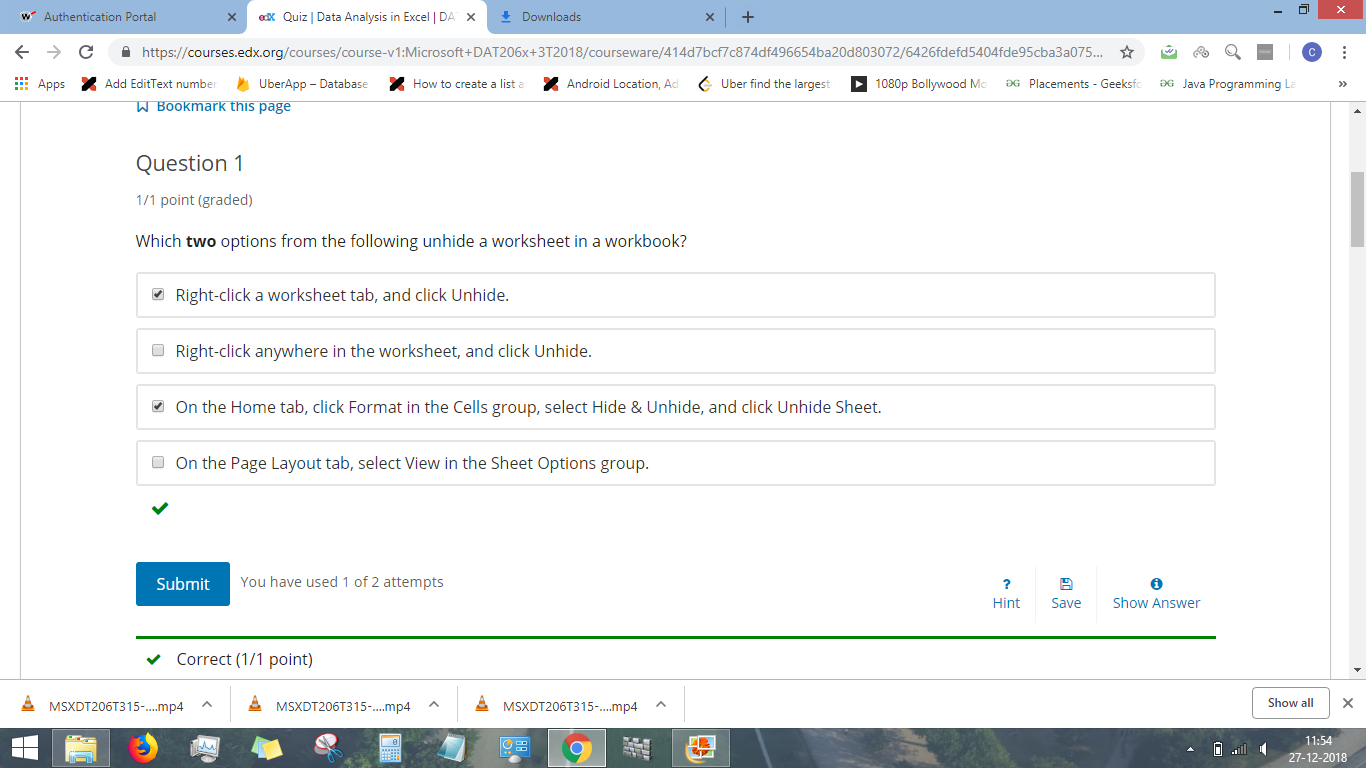 Authentication Portal
edX Quiz | Data Analysis in Excel | DA
Downloads
https://courses.edx.org/courses/course-v1:Microsoft+DAT206x+3T2018/courseware/414d7bcf7c874df496654ba20d803072/6426fdefd5404fde95cba3a075...
C
Apps Add EditText number UberApp – Database How to create a list a Android Location, Ad Uber find the largest 1080p Bollywood Mo Placements - Geeksfo Java Programming La »
Bookmark this page
Question 1
1/1 point (graded)
Which two options from the following unhide a worksheet in a workbook?
Right-click a worksheet tab, and click Unhide.
Right-click anywhere in the worksheet, and click Unhide.
On the Home tab, click Format in the Cells group, select Hide & Unhide, and click Unhide Sheet.
On the Page Layout tab, select View in the Sheet Options group.
Submit You have used 1 of 2 attempts
? Hint
Save
Show Answer
Correct (1/1 point)
MSXDT206T315-....mp4 MSXDT206T315-....mp4 MSXDT206T315-....mp4 Show all
11:54
27-12-2018